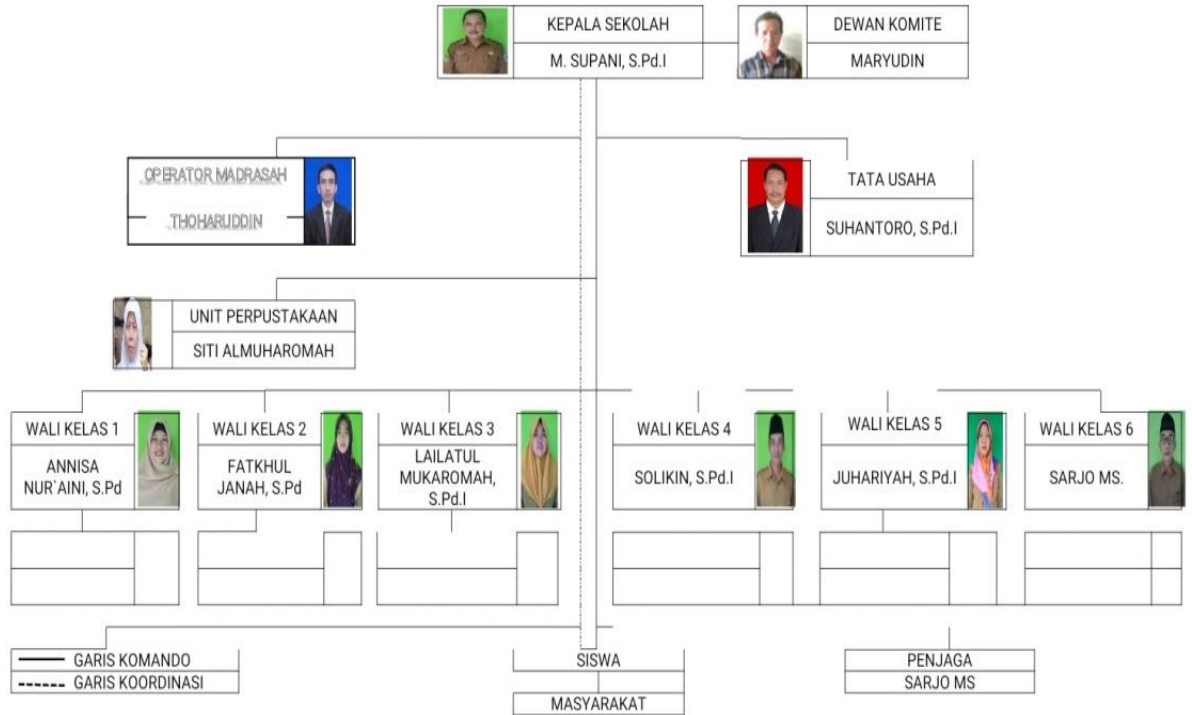 KEPALA SEKOLAH
M. SUPANI, S.Pd.I
DEWAN KOMITE
MARYUDIN
OPERATOR MADRASAH
THOHARUDDIN
TATA USAHA
SUHANTORO, S.Pd.I
UNIT PERPUSTAKAAN
SITI ALMUHAROMAH
WALI KELAS 1
ANNISA
NUR`AINI, S.Pd
WALI KELAS 2
FATKHUL
JANAH, S.Pd
WALI KELAS 3
LAILATUL
MUKAROMAH,
S.Pd.I
WALI KELAS 4
SOLIKIN, S.Pd.I
WALI KELAS 5
JUHARIYAH, S.Pd.I
WALI KELAS 6
SARJO MS.
GARIS KOMANDO
GARIS KOORDINASI
SISWA
MASYARAKAT
PENJAGA
SARJO MS